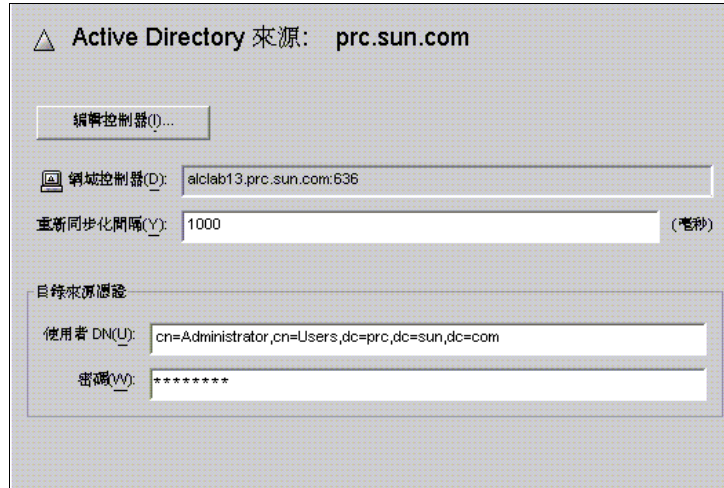 Active Directory 來源: prc.sun.com
編輯控制器(I)...
網域控制器(D): alclab13.prc.sun.com:636
重新同步化間隔(Y): 1000 (毫秒)
目錄來源憑證
使用者 DN(U): cn=Administrator,cn=Users,dc=prc,dc=sun,dc=com
密碼(W): ********